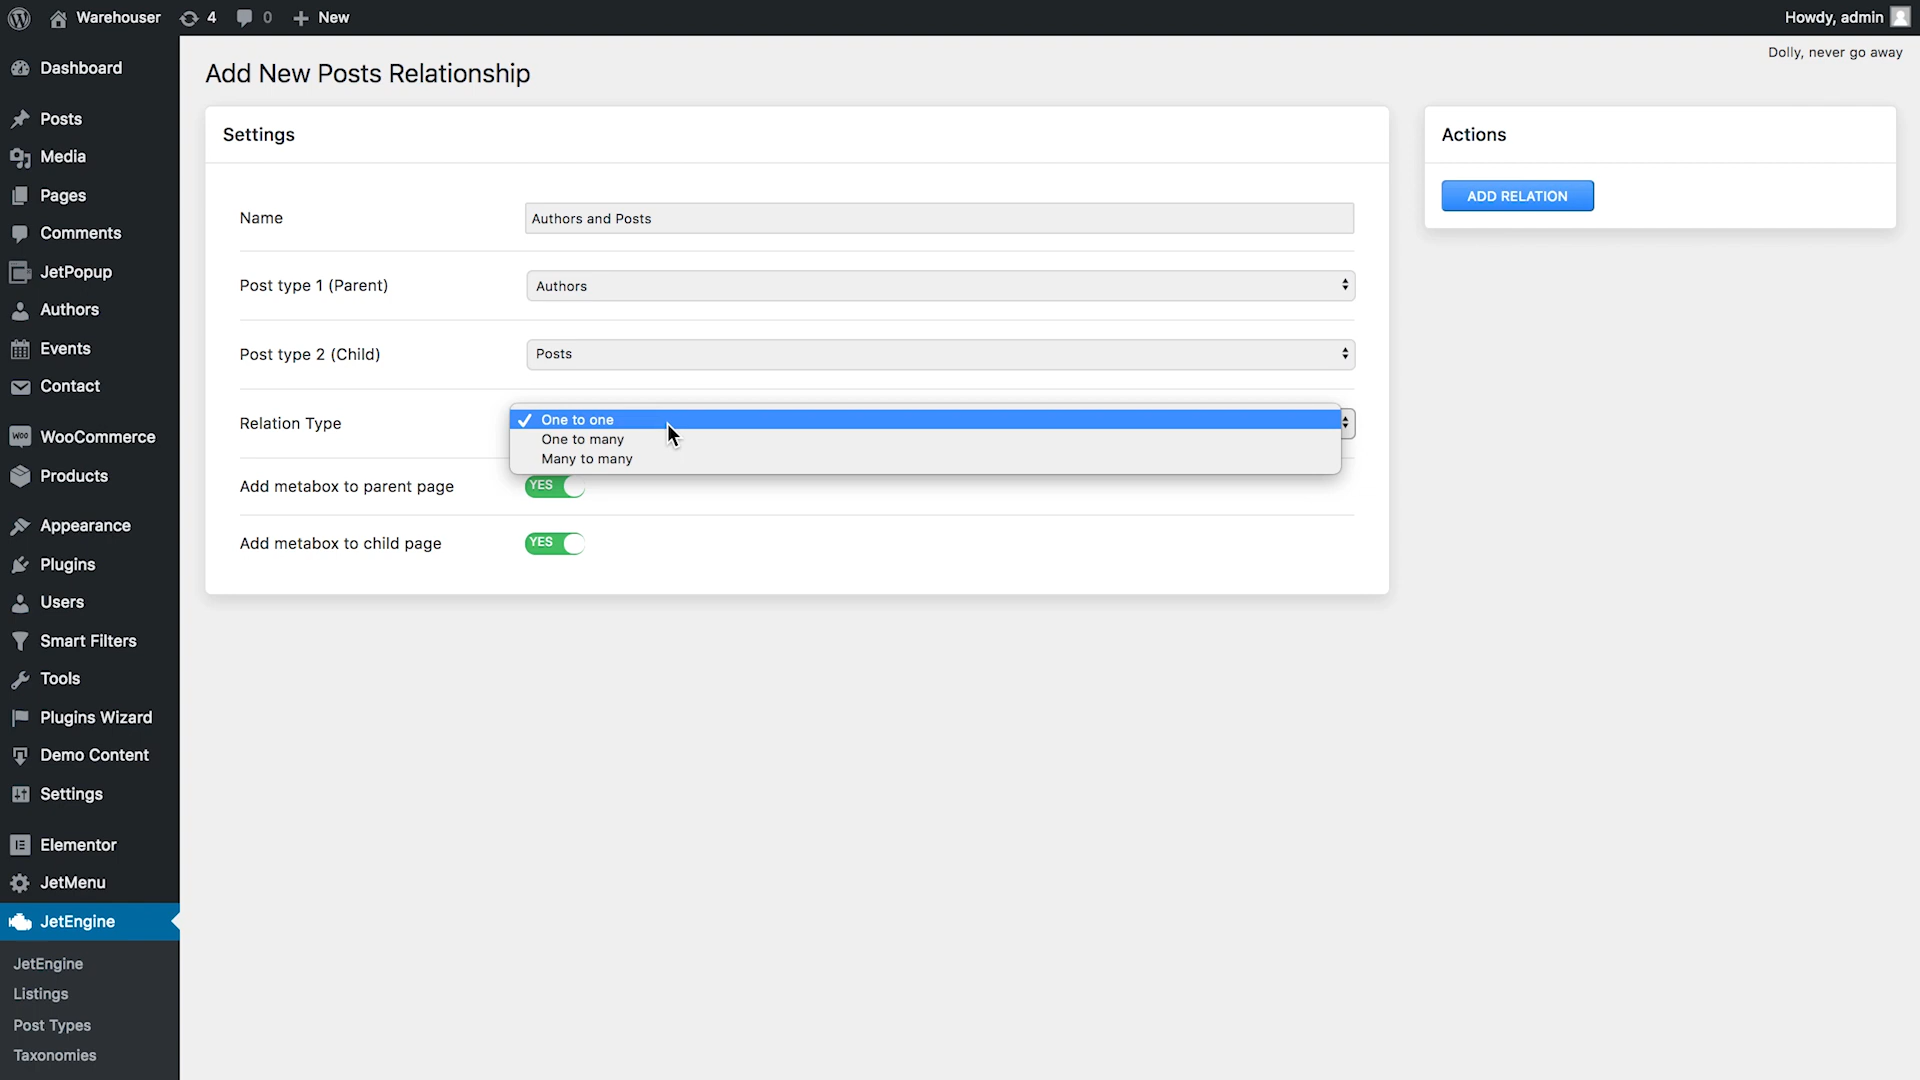 Warehouser 4 0 New Howdy, admin
Dolly, never go away
Dashboard
Posts
Media
Pages
Comments
JetPopup
Authors
Events
Contact
WOO WooCommerce
Products
Appearance
Plugins
Users
Smart Filters
Tools
Plugins Wizard
Demo Content
Settings
Elementor
JetMenu
JetEngine
JetEngine
Listings
Post Types
Taxonomies
Add New Posts Relationship
Settings
Name Authors and Posts
Post type 1 (Parent) Authors
Post type 2 (Child) Posts
Relation Type
One to one
One to many
Many to many
Add metabox to parent page YES
Add metabox to child page YES
Actions
ADD RELATION